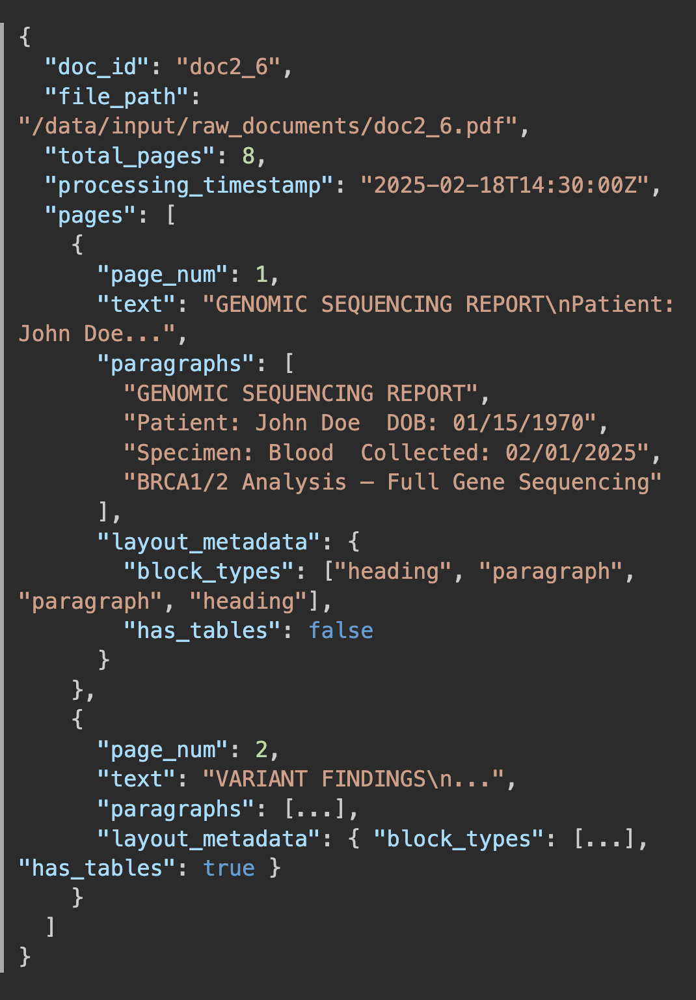 {
  "doc_id": "doc2_6",
  "file_path":
"/data/input/raw_documents/doc2_6.pdf",
  "total_pages": 8,
  "processing_timestamp": "2025-02-18T14:30:00Z",
  "pages": [
    {
      "page_num": 1,
      "text": "GENOMIC SEQUENCING REPORT\nPatient:
John Doe...",
      "paragraphs": [
        "GENOMIC SEQUENCING REPORT",
        "Patient: John Doe  DOB: 01/15/1970",
        "Specimen: Blood  Collected: 02/01/2025",
        "BRCA1/2 Analysis – Full Gene Sequencing"
      ],
      "layout_metadata": {
        "block_types": ["heading", "paragraph",
"paragraph", "heading"],
        "has_tables": false
      }
    },
    {
      "page_num": 2,
      "text": "VARIANT FINDINGS\n...",
      "paragraphs": [...],
      "layout_metadata": { "block_types": [...],
"has_tables": true }
    }
  ]
}